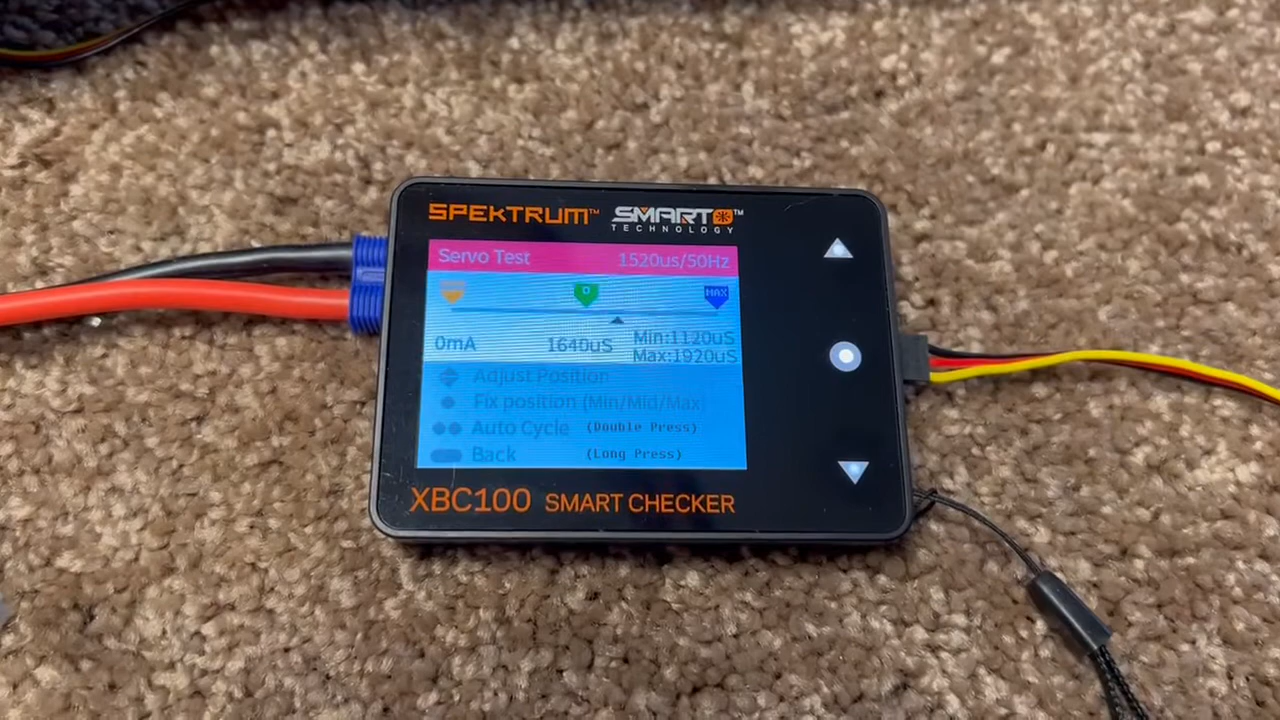 SPEKTRUM™ SMART™
TECHNOLOGY
Servo Test 1520us/50Hz
0 MAX
0mA 1640uS Min:1120uS
Max:1920uS
Adjust Position
Fix position (Min/Mid/Max)
Auto Cycle (Double Press)
Back (Long Press)
XBC100 SMART CHECKER